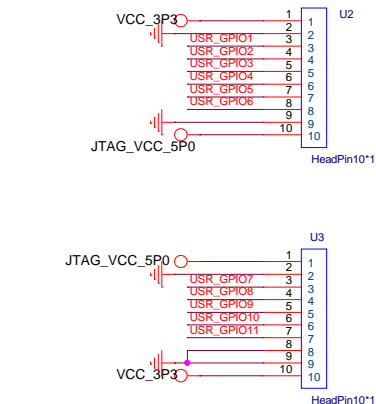 VCC_3P3 1 1 U2
2 2
USR_GPIO1 3 3
USR_GPIO2 4 4
USR_GPIO3 5 5
USR_GPIO4 6 6
USR_GPIO5 7 7
USR_GPIO6 8 8
9 9
JTAG_VCC_5P0 10 10
HeadPin10*1
U3
JTAG_VCC_5P0 1 1
2 2
USR_GPIO7 3 3
USR_GPIO8 4 4
USR_GPIO9 5 5
USR_GPIO10 6 6
USR_GPIO11 7 7
8 8
9 9
VCC_3P3 10 10
HeadPin10*1